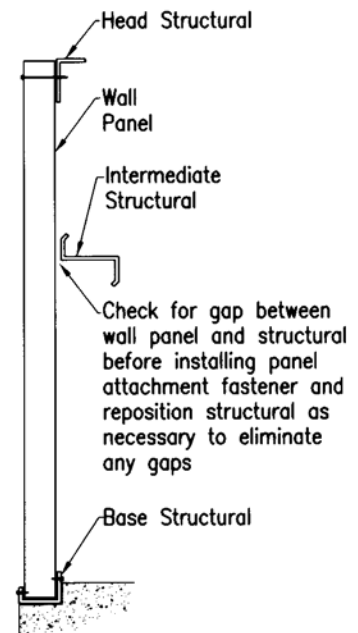 Head Structural
Wall
Panel
Intermediate
Structural
Check for gap between
wall panel and structural
before installing panel
attachment fastener and
reposition structural as
necessary to eliminate
any gaps
Base Structural